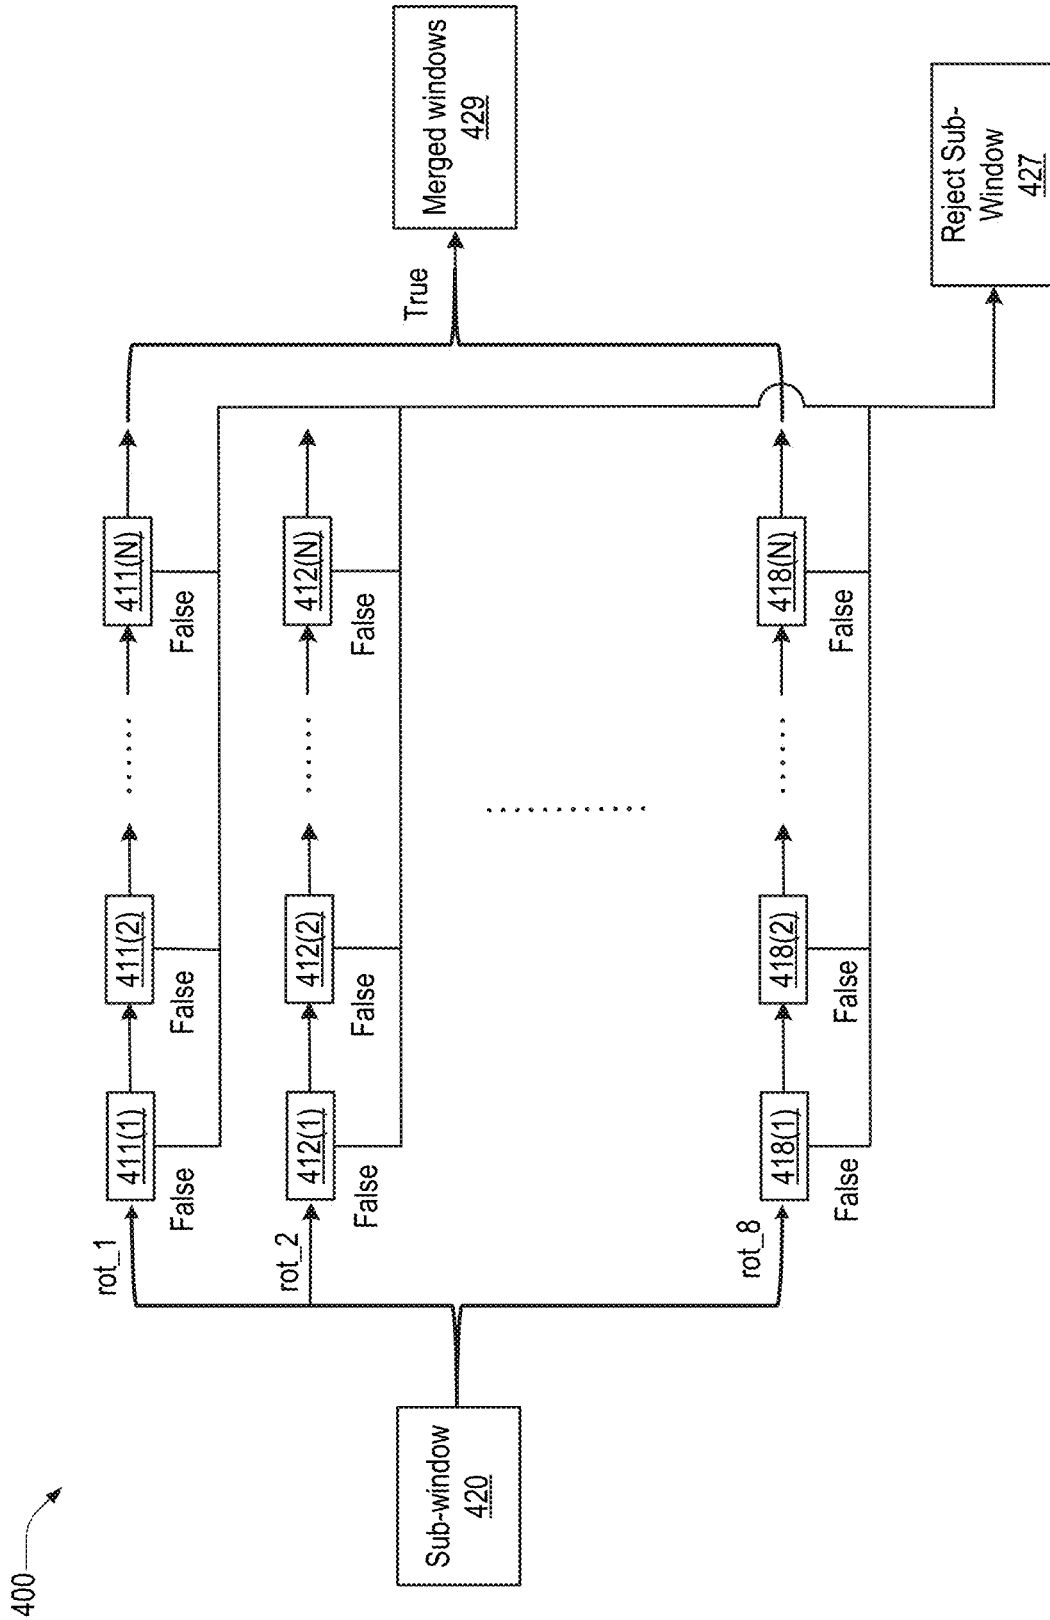 400
Sub-window
420
rot_1
411(1)
False
411(2)
False
411(N)
False
rot_2
412(1)
False
412(2)
False
412(N)
False
rot_8
418(1)
False
418(2)
False
418(N)
False
True
Merged windows
429
Reject Sub-
Window
427